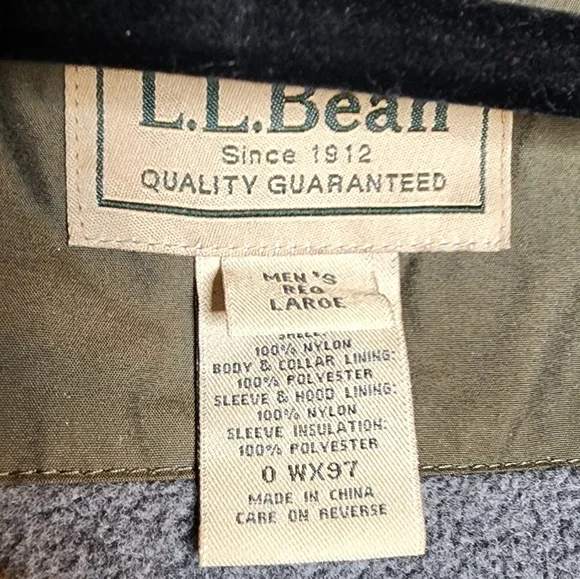 L.L.Bean
Since 1912
QUALITY GUARANTEED
MEN'S
REG
LARGE
SHELL:
100% NYLON
BODY & COLLAR LINING:
100% POLYESTER
SLEEVE & HOOD LINING:
100% NYLON
SLEEVE INSULATION:
100% POLYESTER
0 WX97
MADE IN CHINA
CARE ON REVERSE